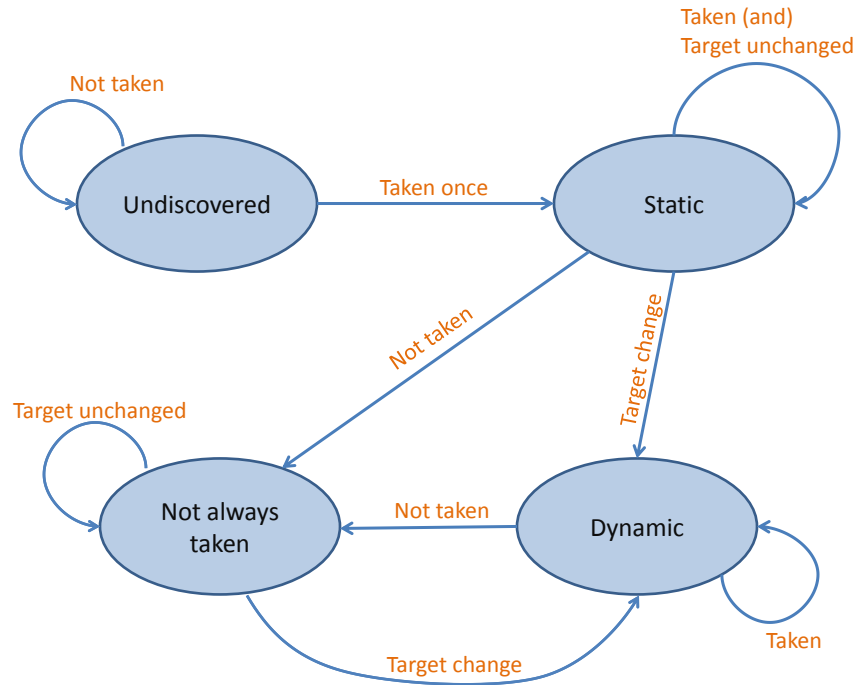 Taken (and)
Target unchanged
Not taken
Undiscovered
Taken once
Static
Not taken
Target change
Target unchanged
Not always
taken
Not taken
Dynamic
Target change
Taken